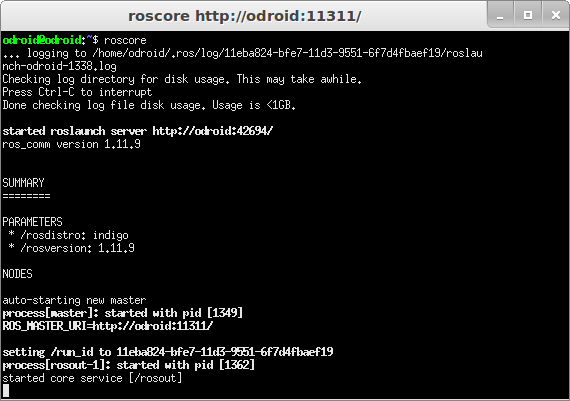 roscore http://odroid:11311/
odroid@odroid:~$ roscore
... logging to /home/odroid/.ros/log/11eba824-bfe7-11d3-9551-6f7d4fbaef19/roslau
nch-odroid-1338.log
Checking log directory for disk usage. This may take awhile.
Press Ctrl-C to interrupt
Done checking log file disk usage. Usage is <1GB.
started roslaunch server http://odroid:42694/
ros_comm version 1.11.9
SUMMARY
========
PARAMETERS
* /rosdistro: indigo
* /rosversion: 1.11.9
NODES
auto-starting new master
process[master]: started with pid [1349]
ROS_MASTER_URI=http://odroid:11311/
setting /run_id to 11eba824-bfe7-11d3-9551-6f7d4fbaef19
process[rosout-1]: started with pid [1362]
started core service [/rosout]